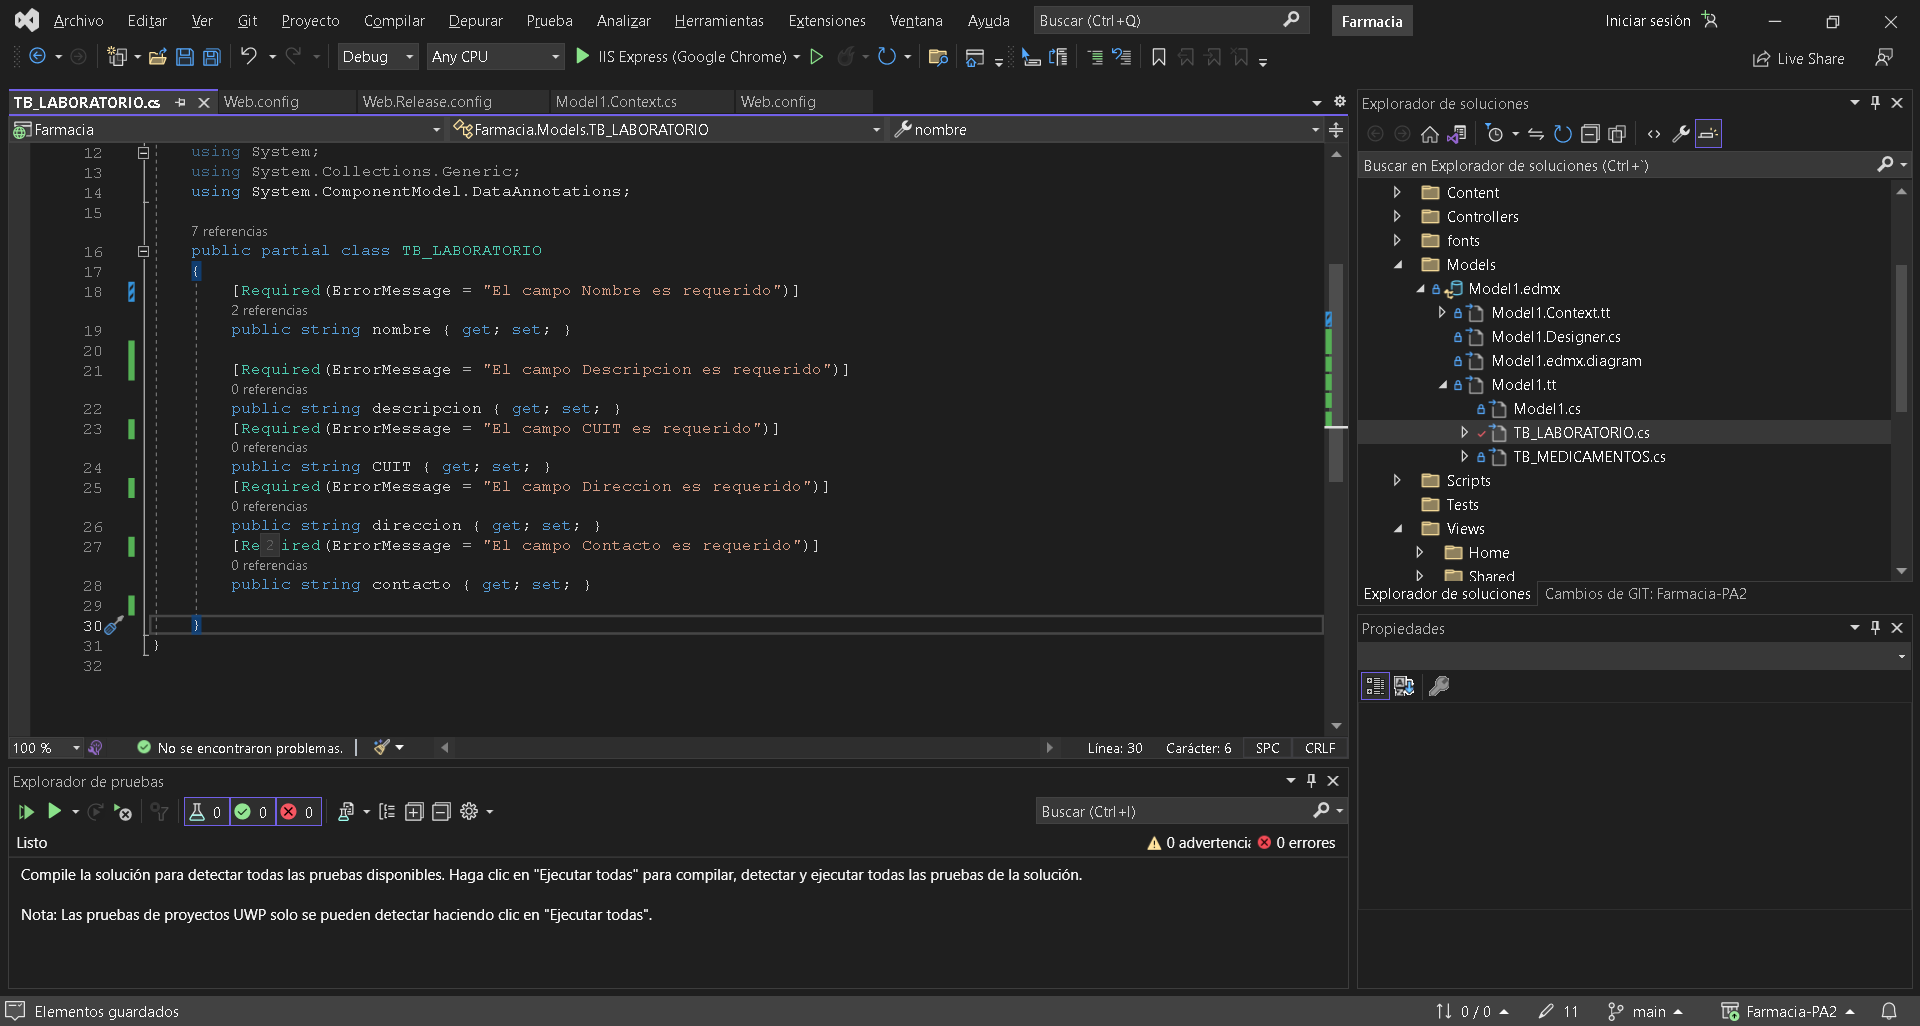 Archivo Editar Ver Git Proyecto Compilar Depurar Prueba Analizar Herramientas Extensiones Ventana Ayuda Buscar (Ctrl+Q) Farmacia Iniciar sesión
Debug Any CPU IIS Express (Google Chrome) Live Share
TB_LABORATORIO.cs Web.config Web.Release.config Model1.Context.cs Web.config
Farmacia Farmacia.Models.TB_LABORATORIO nombre
12 using System;
13 using System.Collections.Generic;
14 using System.ComponentModel.DataAnnotations;
15
7 referencias
16 public partial class TB_LABORATORIO
17 {
18 [Required(ErrorMessage = "El campo Nombre es requerido")]
2 referencias
19 public string nombre { get; set; }
20
21 [Required(ErrorMessage = "El campo Descripcion es requerido")]
0 referencias
22 public string descripcion { get; set; }
23 [Required(ErrorMessage = "El campo CUIT es requerido")]
0 referencias
24 public string CUIT { get; set; }
25 [Required(ErrorMessage = "El campo Direccion es requerido")]
0 referencias
26 public string direccion { get; set; }
27 [Re2ired(ErrorMessage = "El campo Contacto es requerido")]
0 referencias
28 public string contacto { get; set; }
29
30 }
31 }
32
100 % No se encontraron problemas. Línea: 30 Carácter: 6 SPC CRLF
Explorador de pruebas
0 0 0 Buscar (Ctrl+I)
Listo 0 advertencia 0 errores
Compile la solución para detectar todas las pruebas disponibles. Haga clic en "Ejecutar todas" para compilar, detectar y ejecutar todas las pruebas de la solución.
Nota: Las pruebas de proyectos UWP solo se pueden detectar haciendo clic en "Ejecutar todas".
Explorador de soluciones
Buscar en Explorador de soluciones (Ctrl+`)
Content
Controllers
fonts
Models
Model1.edmx
Model1.Context.tt
Model1.Designer.cs
Model1.edmx.diagram
Model1.tt
Model1.cs
TB_LABORATORIO.cs
TB_MEDICAMENTOS.cs
Scripts
Tests
Views
Home
Shared
Explorador de soluciones Cambios de GIT: Farmacia-PA2
Propiedades
Elementos guardados 0 / 0 11 main Farmacia-PA2